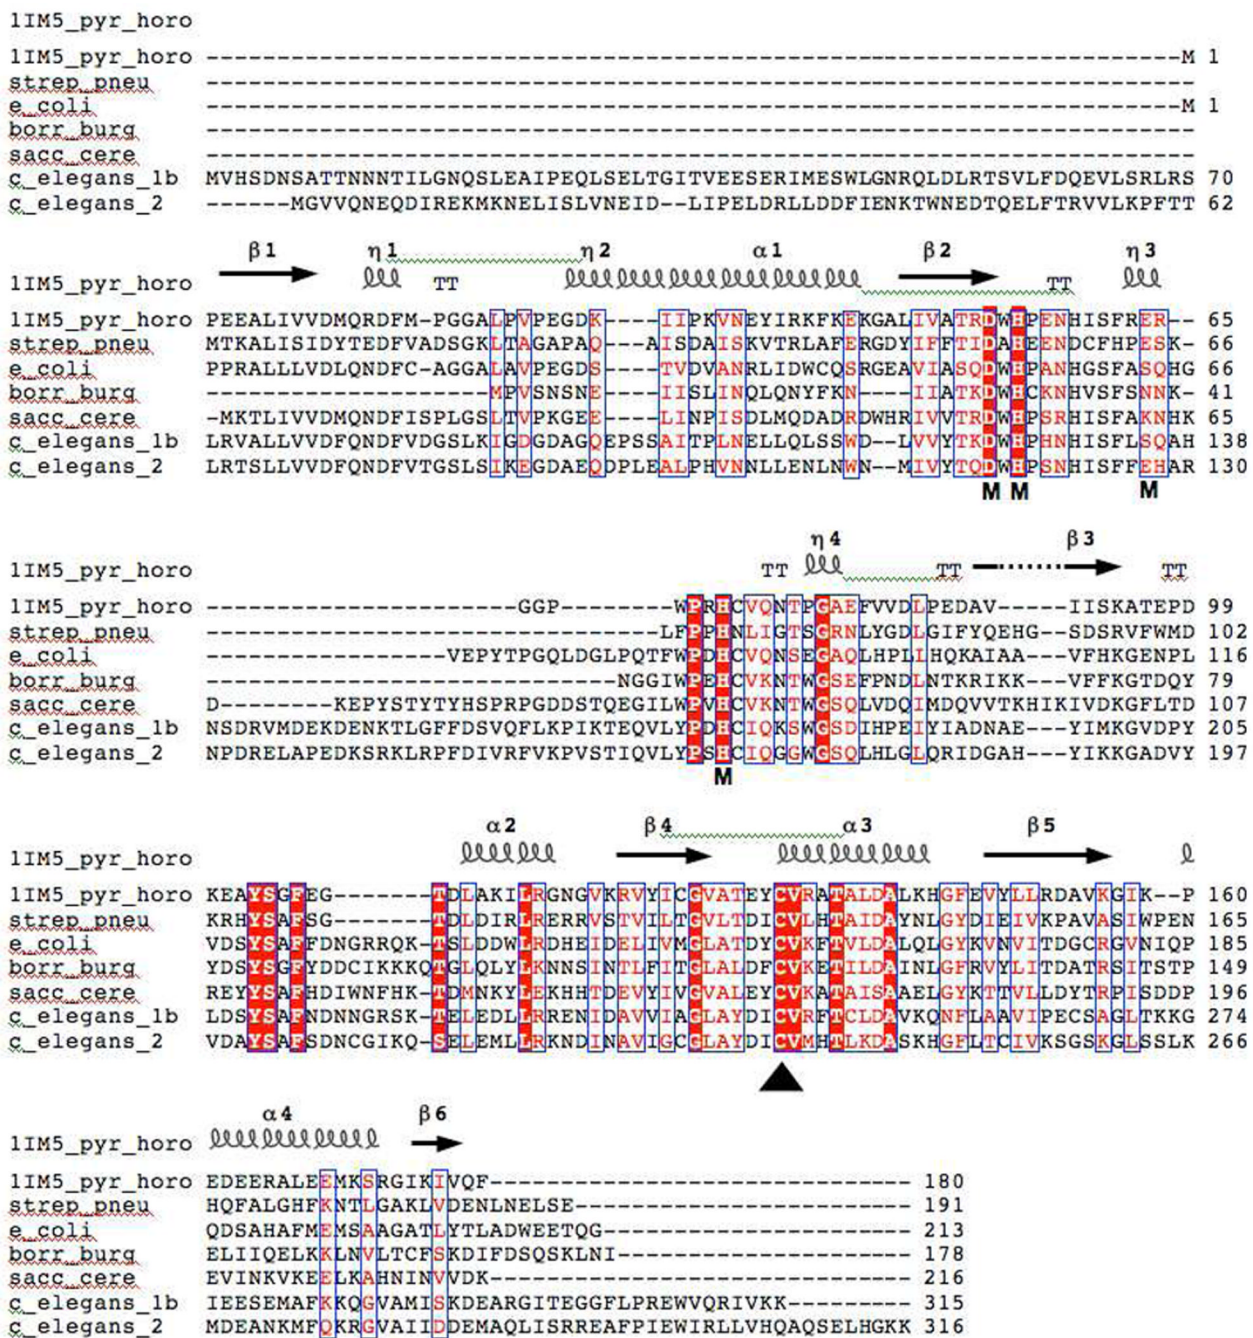 1IM5_pyr_horo
1IM5_pyr_horo ---------------------------------------------------------------------M 1
strep_pneu ----------------------------------------------------------------------
e_coli ---------------------------------------------------------------------M 1
borr_burg ----------------------------------------------------------------------
sacc_cere ----------------------------------------------------------------------
c_elegans_1b MVHSDNSATTNNNTILGNQSLEAIPEQLSELTGITVEESERIMESWLGNRQLDLRTSVLFDQEVLSRLRS 70
c_elegans_2 ------MGVVQNEQDIREKMKNELISLVNEID--LIPELDRLLDDFIENKTWNEDTQELFTRVVLKPFTT 62
β1 η1 η2 α1 β2 η3
1IM5_pyr_horo TT TT
1IM5_pyr_horo PEEALIVVDMQRDFM-PGGALPVPEGDK----IIPKVNEYIRKFKEKGALIVATRDWHPENHISFRER-- 65
strep_pneu MTKALISIDYTEDFVADSGKLTAGAPAQ---AISDAISKVTRLAFERGDYIFFTIDAHEENDCFHPESK- 66
e_coli PPRALLLVDLQNDFC-AGGALAVPEGDS----TVDVANRLIDWCQSRGEAVIASQDWHPANHGSFASQHG 66
borr_burg --------------------MPVSNSNE----IISLINQLQNYFKN----IIATKDWHCKNHVSFSNNK- 41
sacc_cere -MKTLIVVDMQNDFISPLGSLTVPKGEE----LINPISDLMQDADRDWHRIVVTRDWHPSRHISFAKNHK 65
c_elegans_1b LRVALLVVDFQNDFVDGSLKIGDGDAGQEPSSAITPLNELLQLSSWD--LVVYTKDWHPHNHISFLSQAH 138
c_elegans_2 LRTSLLVVDFQNDFVTGSLSIKEGDAEQDPLEALPHVNNLLENLNWN--MIVYTQDWHPSNHISFFEHAR 130
M M M
η4 β3
1IM5_pyr_horo TT TT TT
1IM5_pyr_horo ----------------------GGP--------WPRHCVQNTPGAEFVVDLPEDAV-----IISKATEPD 99
strep_pneu --------------------------------LFPPHNLIGTSGRNLYGDLGIFYQEHG---SDSRVFWMD 102
e_coli -----------------VEPYTPGQLDGLPQTFWPDHCVQNSEGAQLHPLLHQKAIAA---VFHKGENPL 116
borr_burg -----------------------------NGGIWPEHCVKNTWGSEFPNDLNTKRIKK---VFFKGTDQY 79
sacc_cere D--------KEPYSTYTYHSPRPGDDSTQEGILWPVHCVKNTWGSQLVDQIMDQVVTKHIKIVDKGFLTD 107
c_elegans_1b NSDRVMDEKDENKTLGFFDSVQFLKPIKTEQVLYPDHCIQKSWGSDIHPEIYIADNAE---YIMKGVDPY 205
c_elegans_2 NPDRELAPEDKSRKLRPFDIVRFVKPVSTIQVLYPSHCIQGGWGSQLHLGLQRIDGAH---YIKKGADVY 197
M
α2 β4 α3 β5
1IM5_pyr_horo
1IM5_pyr_horo KEAYSGFEG-------TDLAKILRGNGVKRVYICGVATEYCVRATALDALKHGFEVYLLRDAVKGIK--P 160
strep_pneu KRHYSAFSG-------TDLDIRLRERRVSTVILTGVLTDICVLHTAIDAYNLGYDIEIVKPAVASIWPEN 165
e_coli VDSYSAFFDNGRRQK-TSLDDWLRDHEIDELIVMGLATDYCVKFTVLDALQLGYKVNVITDGCRGVNIQP 185
borr_burg YDSYSGFYDDCIKKKQTGLQLYLKNNSINTLFITGLALDFCVKETILDAINLGFRVYLITDATRSITSTP 149
sacc_cere REYYSAFHDIWNFHK-TDMNKYLEKHHTDEVYIVGVALEYCVKATAISAAELGYKTTVLLDYTRPISDDP 196
c_elegans_1b LDSYSAFNDNNGRSK-TELEDLLRRENIDAVVIAGLAYDICVRFTCLDAVKQNFLAAVIPECSAGLTKKG 274
c_elegans_2 VDAYSAFSDNCGIKQ-SELEMLLRKNDINAVIGCGLAYDICVMHTLKDASKHGFLTCIVKSGSKGLSSLK 266
α4 β6
1IM5_pyr_horo
1IM5_pyr_horo EDEERALEEMKSRGIKIVQF------------------------------ 180
strep_pneu HQFALGHFKNTLGAKLVDENLNELSE------------------------ 191
e_coli QDSAHAFMEMSAAGATLYTLADWEETQG---------------------- 213
borr_burg ELIIQELKKLNVLTCFSKDIFDSQSKLNI--------------------- 178
sacc_cere EVINKVKEELKAHNINVVDK------------------------------ 216
c_elegans_1b IEESEMAFKKQGVAMISKDEARGITEGGFLPREWVQRIVKK--------- 315
c_elegans_2 MDEANKMFQKRGVAIIDDEMAQLISRREAFPIEWIRLLVHQAQSELHGKK 316